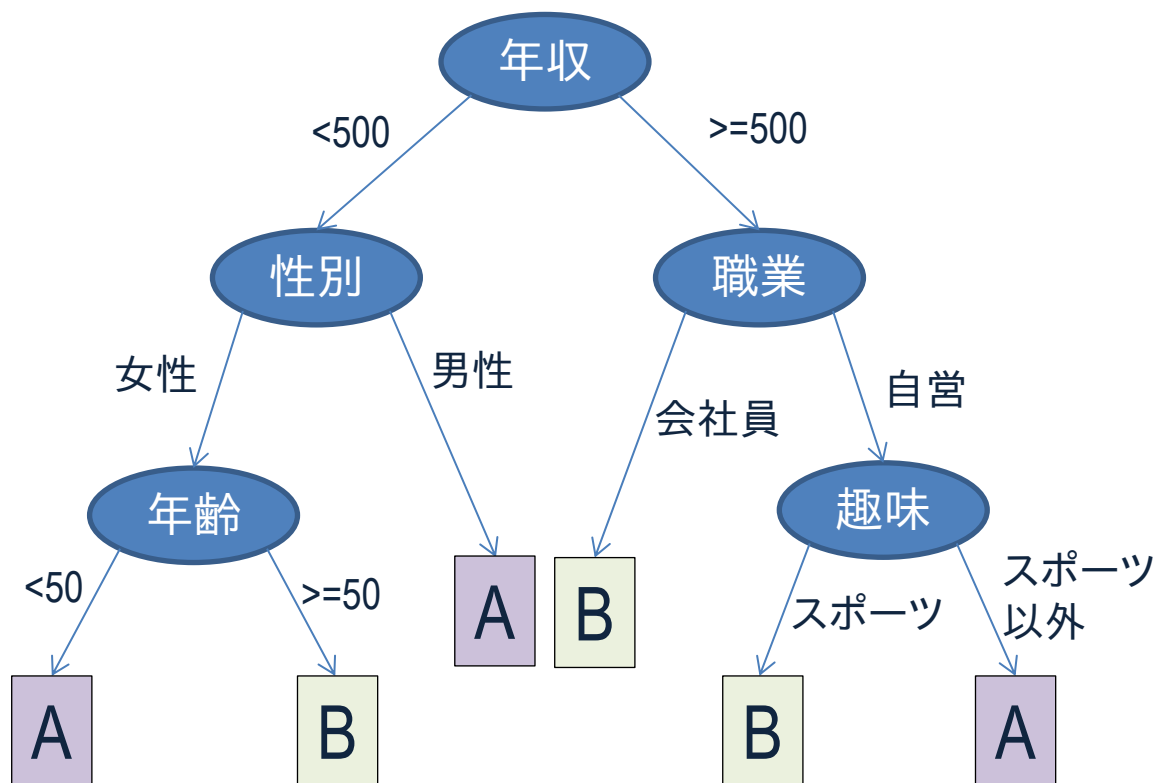 年収
<500
>=500
性別
職業
女性
男性
会社員
自営
年齢
趣味
<50
>=50
A
B
スポーツ
スポーツ
以外
A
B
B
A